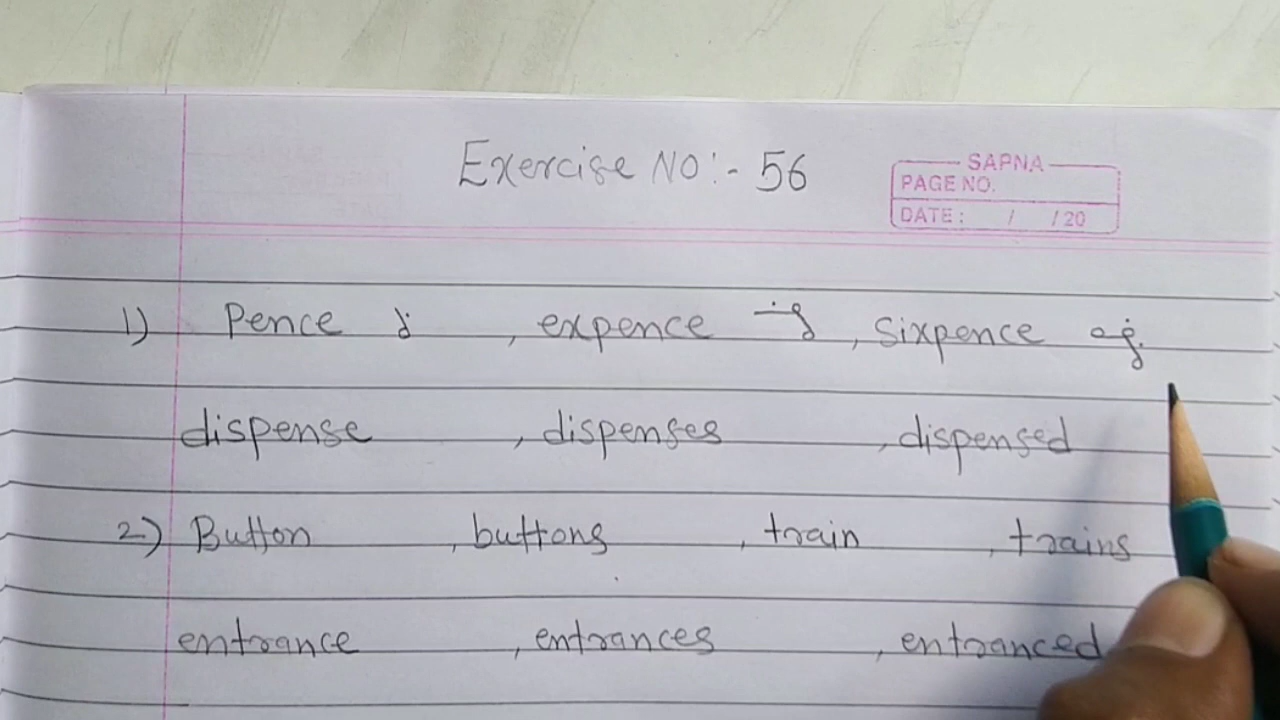 Exercise NO:- 56
SAPNA
PAGE NO.
DATE: / /20
1) Pence , expence , sixpence
dispense , dispenses , dispensed
2) Button , buttons , train , trains
entrance , entrances , entranced